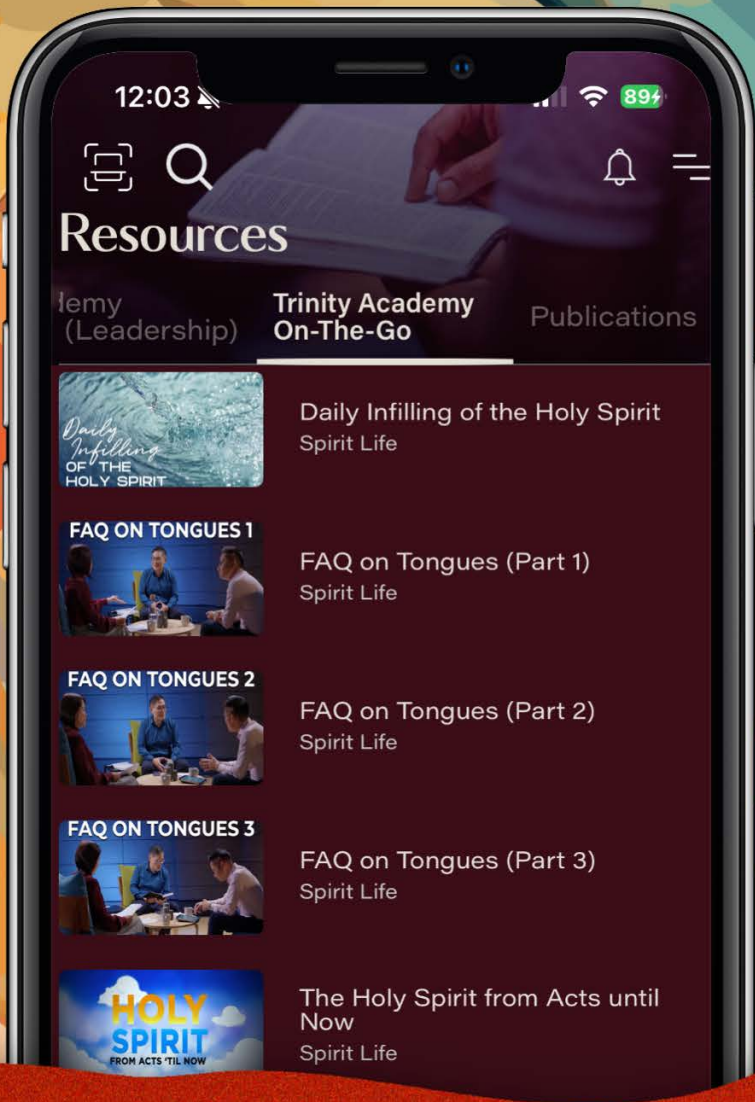 12:03
89
Resources
demy
(Leadership)
Trinity Academy
On-The-Go
Publications
Daily
Infilling
OF THE
HOLY SPIRIT
Daily Infilling of the Holy Spirit
Spirit Life
FAQ ON TONGUES 1
FAQ on Tongues (Part 1)
Spirit Life
FAQ ON TONGUES 2
FAQ on Tongues (Part 2)
Spirit Life
FAQ ON TONGUES 3
FAQ on Tongues (Part 3)
Spirit Life
HOLY
SPIRIT
FROM ACTS 'TIL NOW
The Holy Spirit from Acts until
Now
Spirit Life